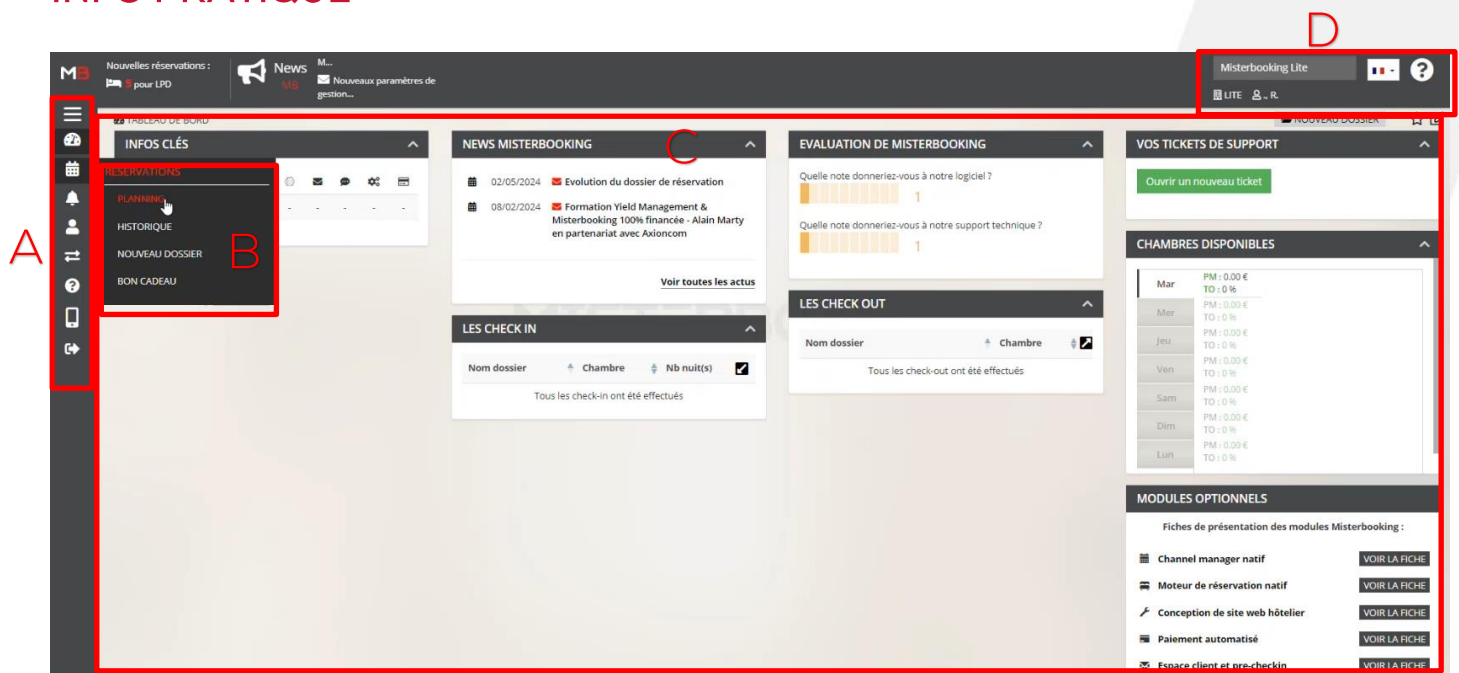 INFO PRATIQUE
D
MB
Nouvelles réservations :
5 pour LPD
News
MB
M...
Nouveaux paramètres de
gestion...
Misterbooking Lite
LITE
R.
TABLEAU DE BORD
NOUVEAU DOSSIER
INFOS CLÉS
RESERVATIONS
PLANNING
HISTORIQUE
NOUVEAU DOSSIER
BON CADEAU
- - - - -
A
B
C
NEWS MISTERBOOKING
02/05/2024 Evolution du dossier de réservation
08/02/2024 Formation Yield Management &
Misterbooking 100% financée - Alain Marty
en partenariat avec Axioncom
Voir toutes les actus
LES CHECK IN
Nom dossier Chambre Nb nuit(s)
Tous les check-in ont été effectués
EVALUATION DE MISTERBOOKING
Quelle note donneriez-vous à notre logiciel ?
1
Quelle note donneriez-vous à notre support technique ?
1
LES CHECK OUT
Nom dossier Chambre
Tous les check-out ont été effectués
VOS TICKETS DE SUPPORT
Ouvrir un nouveau ticket
CHAMBRES DISPONIBLES
Mar PM : 0.00 €
TO : 0 %
Mer PM : 0.00 €
TO : 0 %
Jeu PM : 0.00 €
TO : 0 %
Ven PM : 0.00 €
TO : 0 %
Sam PM : 0.00 €
TO : 0 %
Dim PM : 0.00 €
TO : 0 %
Lun PM : 0.00 €
TO : 0 %
MODULES OPTIONNELS
Fiches de présentation des modules Misterbooking :
Channel manager natif VOIR LA FICHE
Moteur de réservation natif VOIR LA FICHE
Conception de site web hôtelier VOIR LA FICHE
Paiement automatisé VOIR LA FICHE
Espace client et pre-checkin VOIR LA FICHE